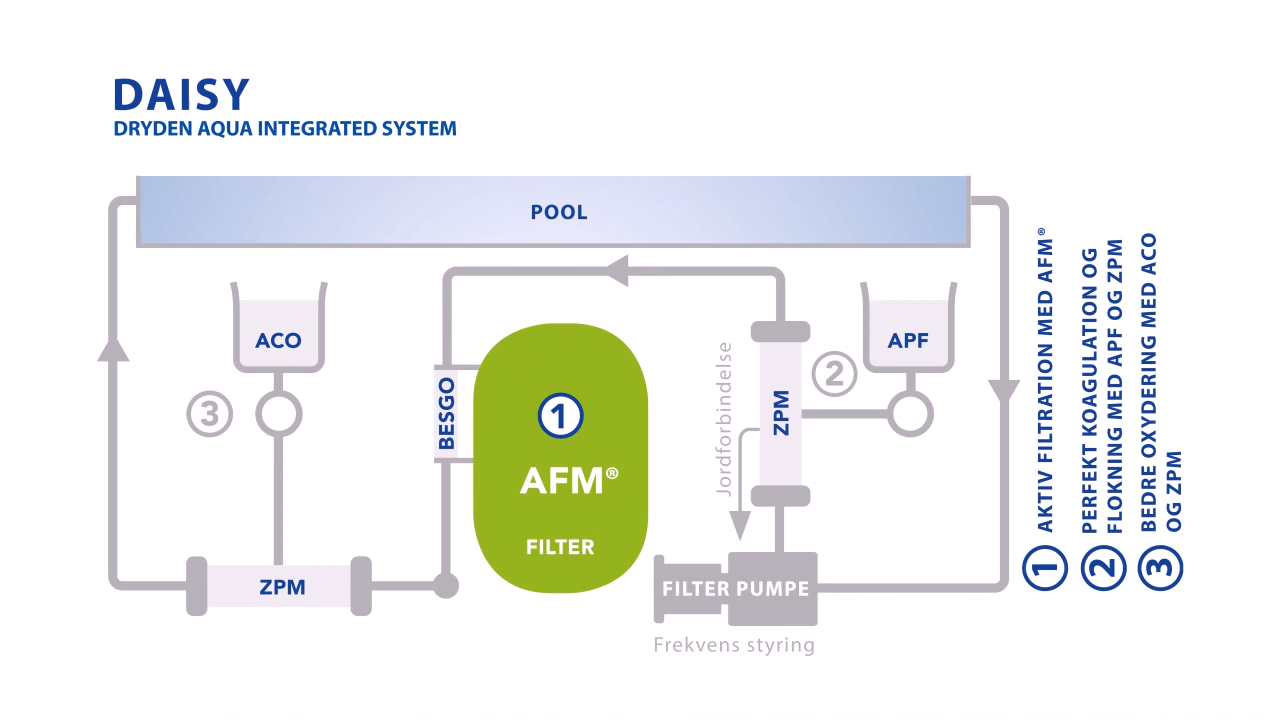 DAISY
DRYDEN AQUA INTEGRATED SYSTEM
POOL
ACO
3
ZPM
BESGO
1
AFM®
FILTER
Jordforbindelse
ZPM
2
APF
FILTER PUMPE
Frekvens styring
1 AKTIV FILTRATION MED AFM®
2 PERFEKT KOAGULATION OG
FLOKNING MED APF OG ZPM
3 BEDRE OXYDERING MED ACO
OG ZPM